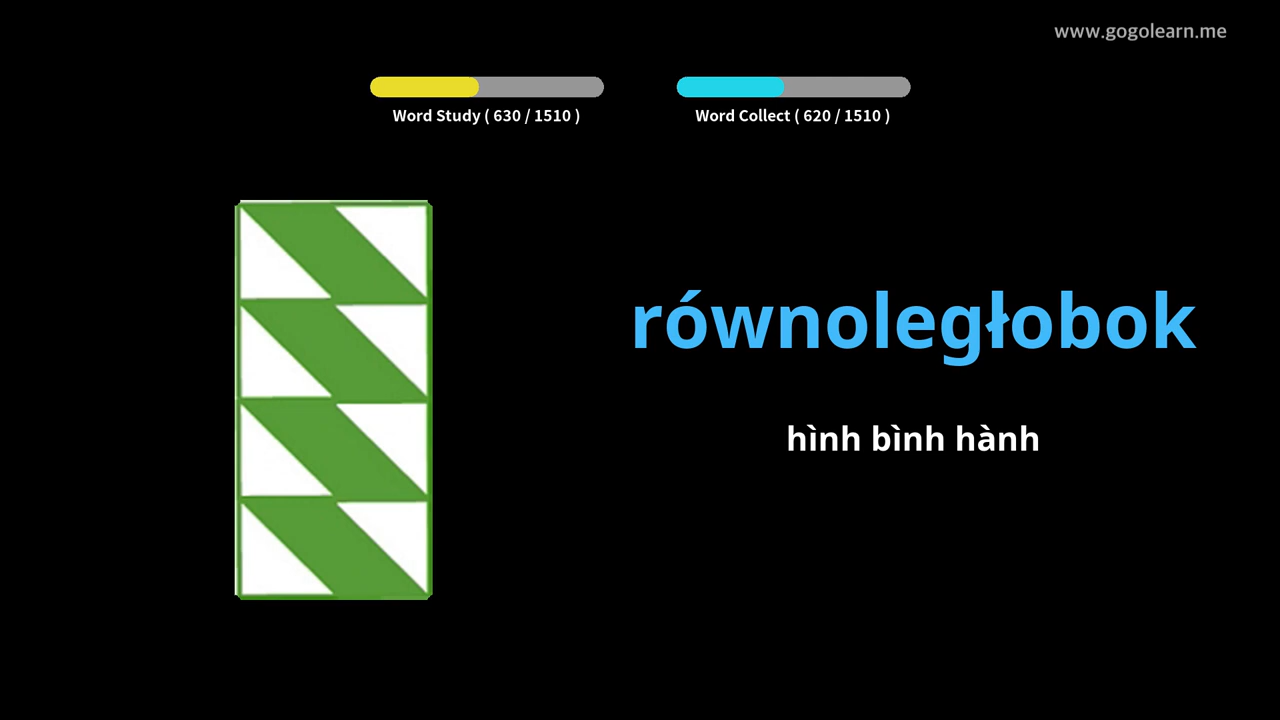 www.gogolearn.me
Word Study ( 630 / 1510 )
Word Collect ( 620 / 1510 )
równoległobok
hình bình hành